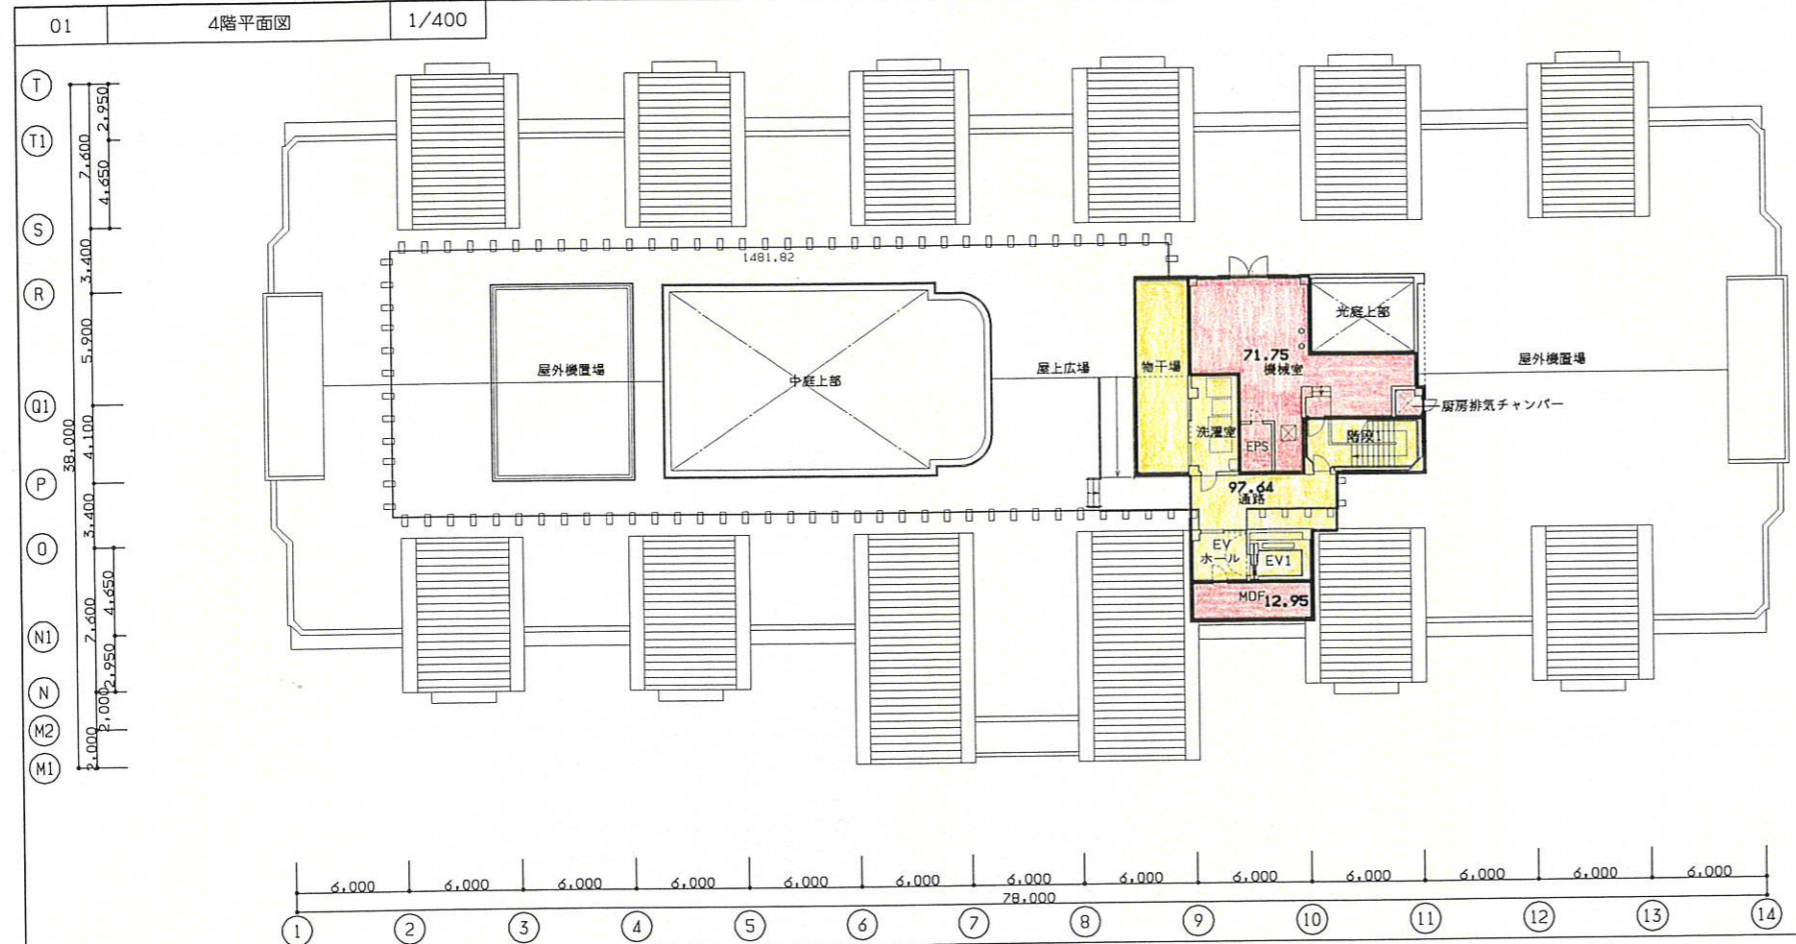 01
4階平面図
1/400
T
T1
S
R
Q1
P
O
N1
N
M2
M1
38,000
7,600
3,400
5,900
4,100
3,400
7,600
2,000
2,000
2,950
4,650
4,650
2,950
1481.82
屋外機置場
中庭上部
屋上広場
物干場
71.75
機械室
光庭上部
屋外機置場
厨房排気チャンバー
洗濯室
EPS
階段1
97.64
通路
EV
ホール
EV1
MDF
12.95
6,000 6,000 6,000 6,000 6,000 6,000 6,000 6,000 6,000 6,000 6,000 6,000 6,000
78,000
1 2 3 4 5 6 7 8 9 10 11 12 13 14